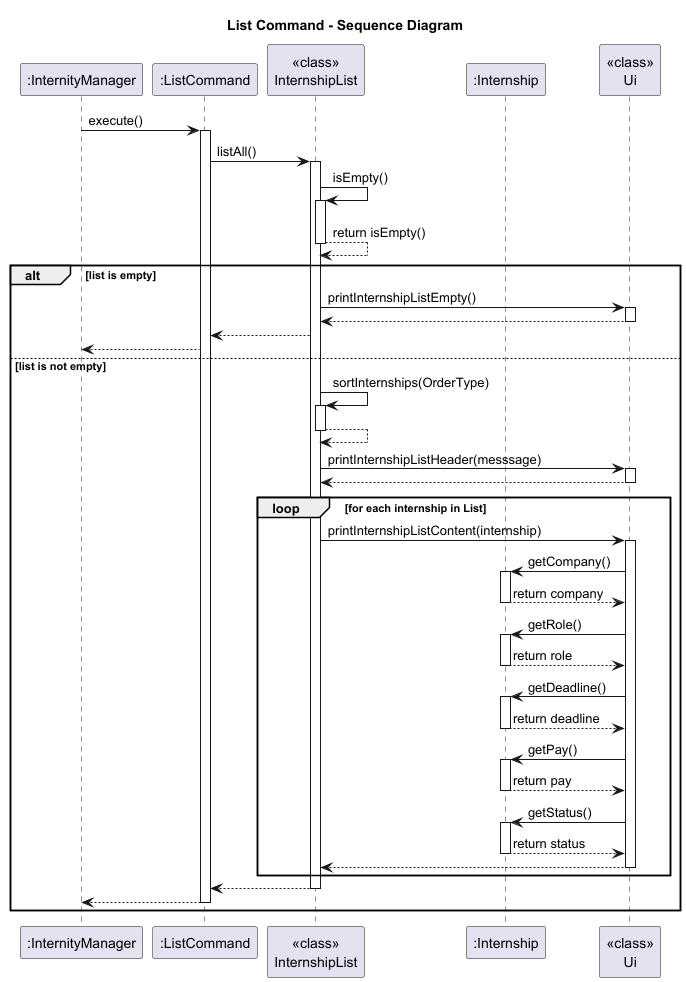 List Command - Sequence Diagram
:InternityManager
:ListCommand
«class»
InternshipList
:Internship
«class»
Ui
execute()
listAll()
isEmpty()
return isEmpty()
alt
[list is empty]
printInternshipListEmpty()
[list is not empty]
sortInternships(OrderType)
printInternshipListHeader(messsage)
loop
[for each internship in List]
printInternshipListContent(internship)
getCompany()
return company
getRole()
return role
getDeadline()
return deadline
getPay()
return pay
getStatus()
return status
:InternityManager
:ListCommand
«class»
InternshipList
:Internship
«class»
Ui